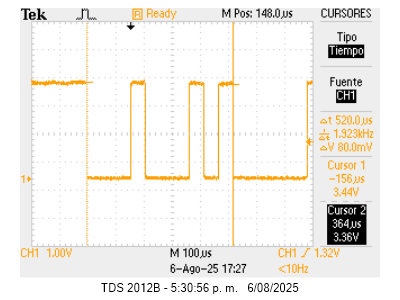 Tek R Ready M Pos: 148.0µs CURSORES
Tipo
Tiempo
Fuente
CH1
Δt 520.0µs
1/Δt 1.923kHz
ΔV 80.0mV
Cursor 1
-156µs
3.44V
Cursor 2
364µs
3.36V
1
CH1 1.00V M 100µs CH1 1.32V
6-Ago-25 17:27 <10Hz
TDS 2012B - 5:30:56 p. m. 6/08/2025